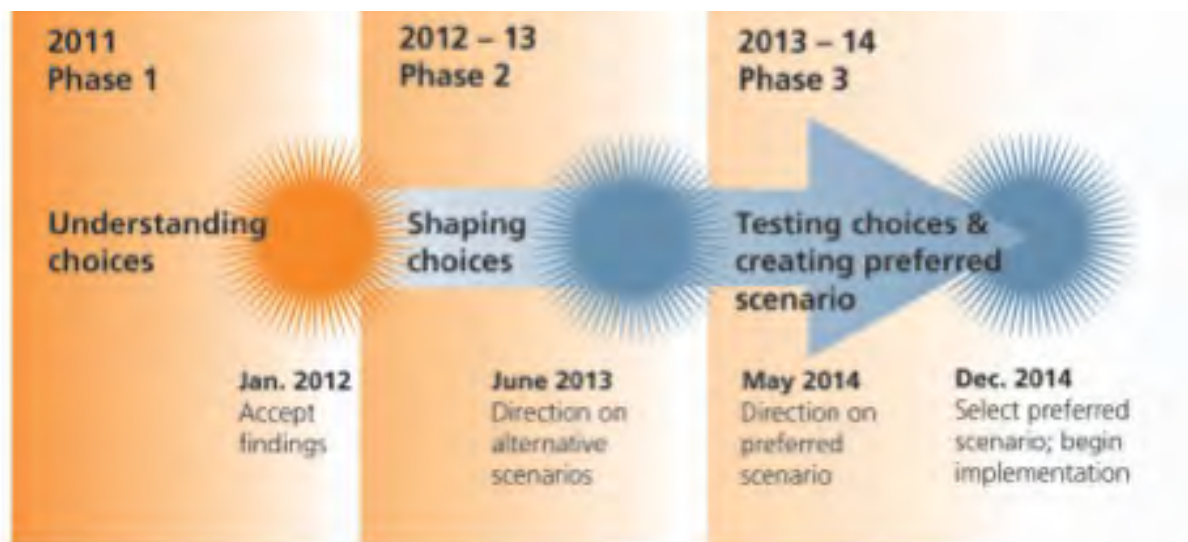 2011
Phase 1
2012 – 13
Phase 2
2013 – 14
Phase 3
Understanding
choices
Shaping
choices
Testing choices &
creating preferred
scenario
Jan. 2012
Accept
findings
June 2013
Direction on
alternative
scenarios
May 2014
Direction on
preferred
scenario
Dec. 2014
Select preferred
scenario; begin
implementation